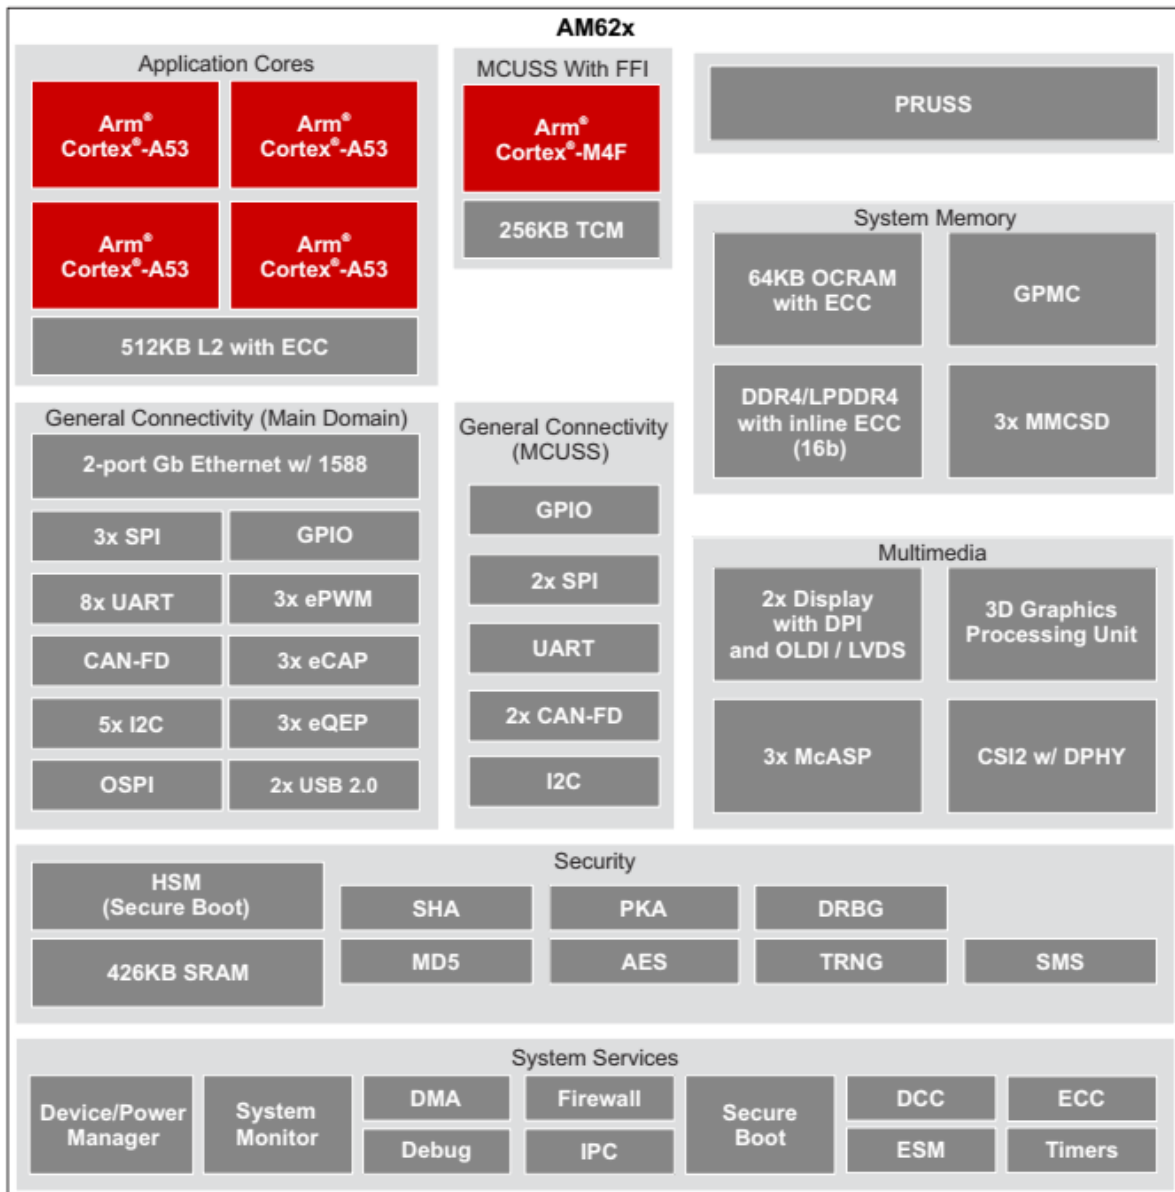 AM62x
Application Cores
Arm®
Cortex®-A53
Arm®
Cortex®-A53
Arm®
Cortex®-A53
Arm®
Cortex®-A53
512KB L2 with ECC
MCUSS With FFI
Arm®
Cortex®-M4F
256KB TCM
PRUSS
System Memory
64KB OCRAM
with ECC
GPMC
DDR4/LPDDR4
with inline ECC
(16b)
3x MMCSD
General Connectivity (Main Domain)
2-port Gb Ethernet w/ 1588
3x SPI
GPIO
8x UART
3x ePWM
CAN-FD
3x eCAP
5x I2C
3x eQEP
OSPI
2x USB 2.0
General Connectivity
(MCUSS)
GPIO
2x SPI
UART
2x CAN-FD
I2C
Multimedia
2x Display
with DPI
and OLDI / LVDS
3D Graphics
Processing Unit
3x McASP
CSI2 w/ DPHY
Security
HSM
(Secure Boot)
SHA
PKA
DRBG
426KB SRAM
MD5
AES
TRNG
SMS
System Services
Device/Power
Manager
System
Monitor
DMA
Debug
Firewall
IPC
Secure
Boot
DCC
ESM
ECC
Timers